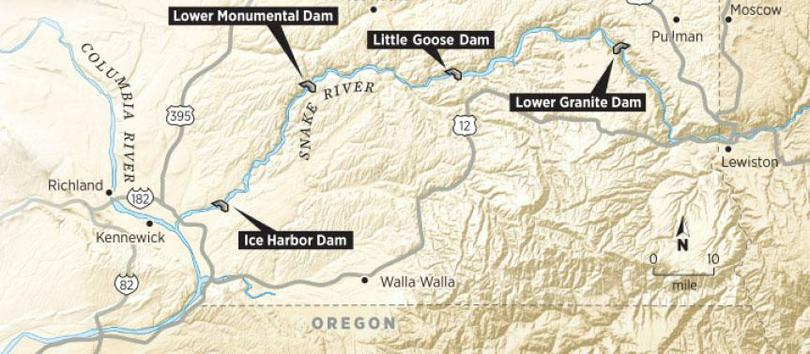 Lower Monumental Dam
Moscow
Pullman
Little Goose Dam
COLUMBIA RIVER
SNAKE RIVER
Lower Granite Dam
395
12
Lewiston
Richland
182
Kennewick
Ice Harbor Dam
N
0 10
mile
82
Walla Walla
OREGON